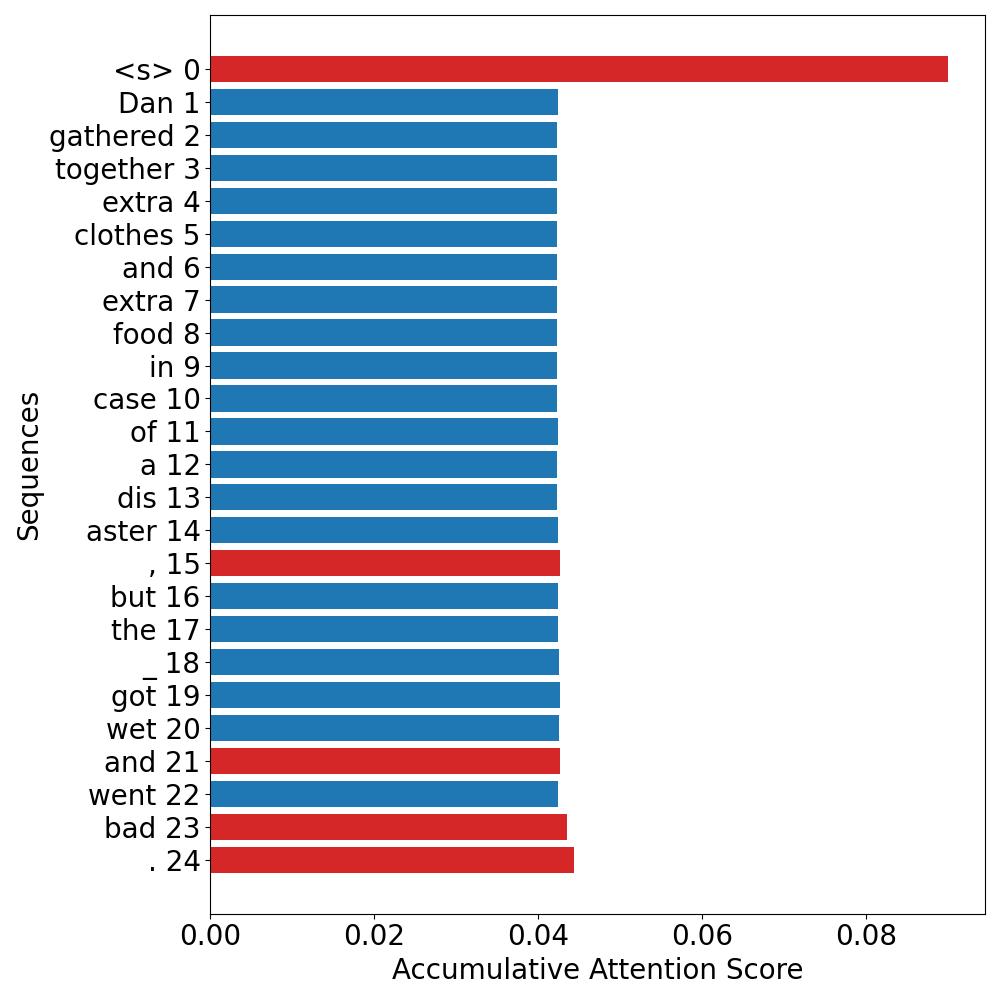 <s> 0
Dan 1
gathered 2
together 3
extra 4
clothes 5
and 6
extra 7
food 8
in 9
case 10
of 11
a 12
dis 13
aster 14
, 15
but 16
the 17
_ 18
got 19
wet 20
and 21
went 22
bad 23
. 24
Sequences
0.00 0.02 0.04 0.06 0.08
Accumulative Attention Score